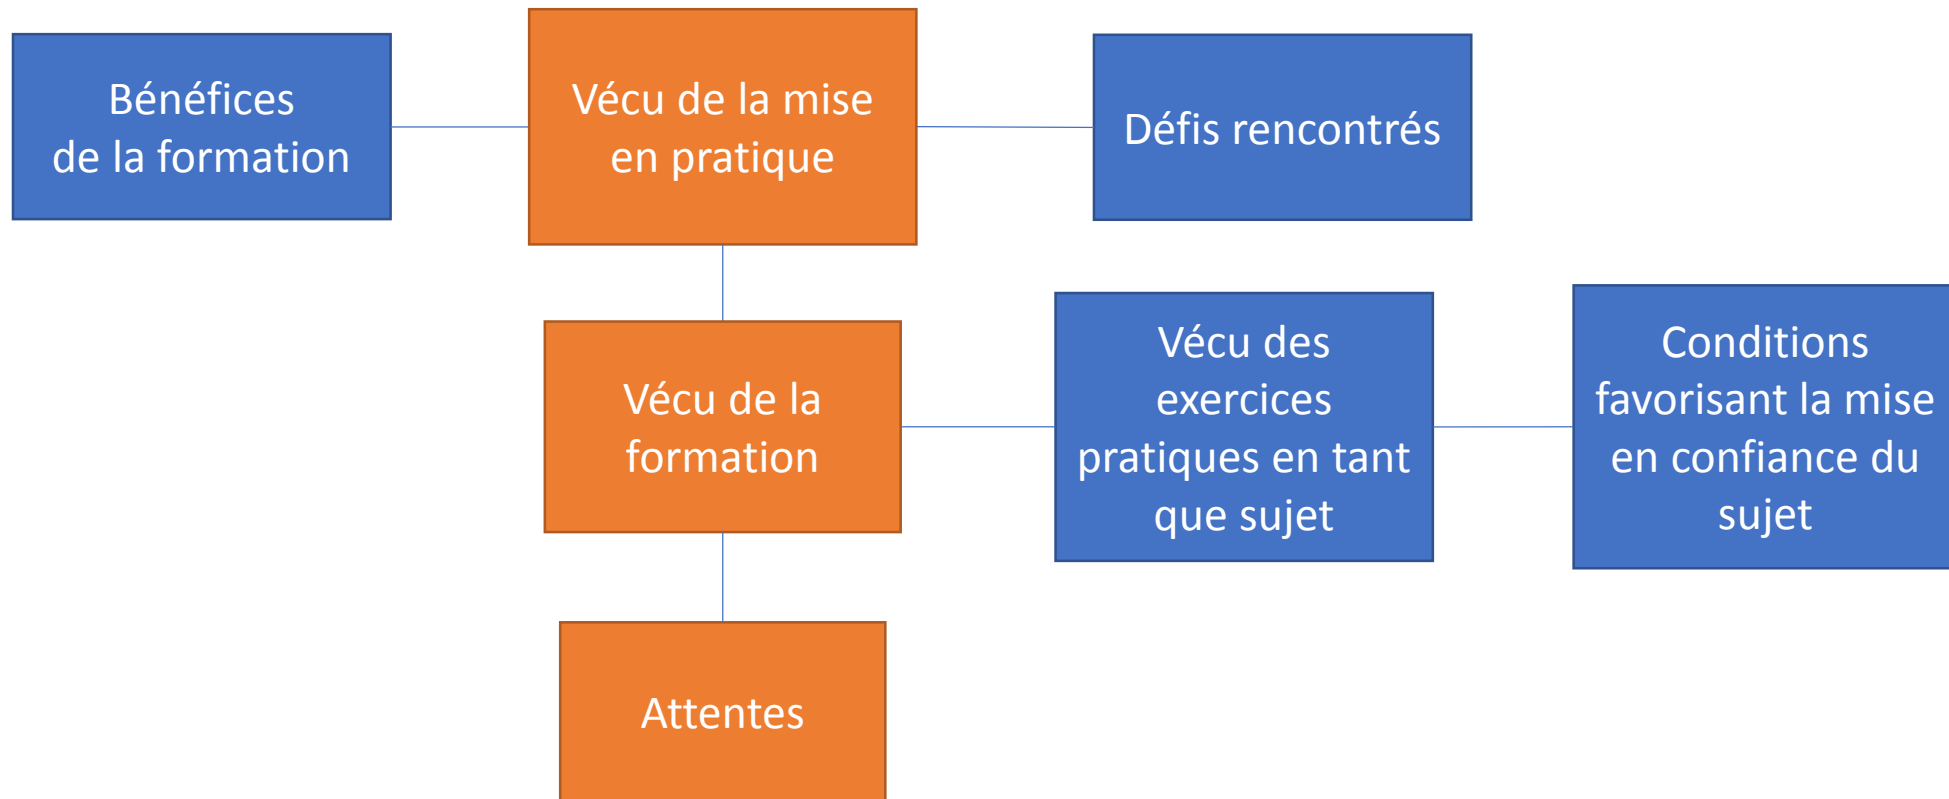 Bénéfices
de la formation
Vécu de la mise
en pratique
Défis rencontrés
Vécu de la
formation
Vécu des
exercices
pratiques en tant
que sujet
Conditions
favorisant la mise
en confiance du
sujet
Attentes